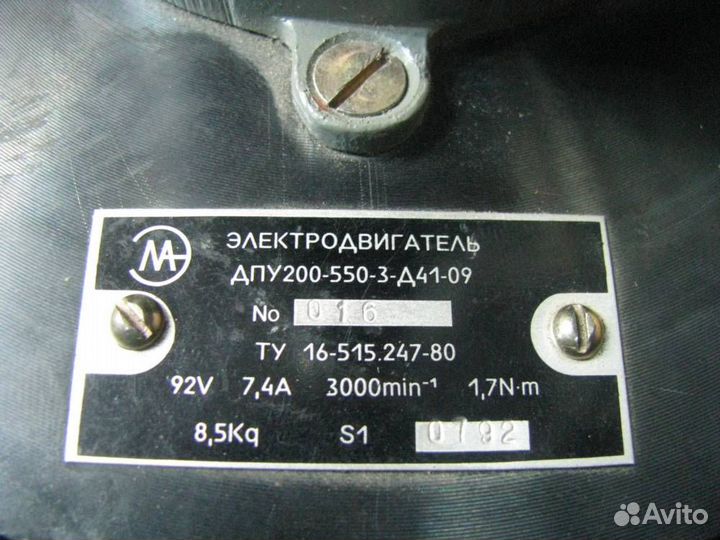 ЭЛЕКТРОДВИГАТЕЛЬ
ДПУ200-550-3-Д41-09
No 016
ТУ 16-515.247-80
92V 7,4A 3000min⁻¹ 1,7N·m
8,5Kq S1 0792
Avito